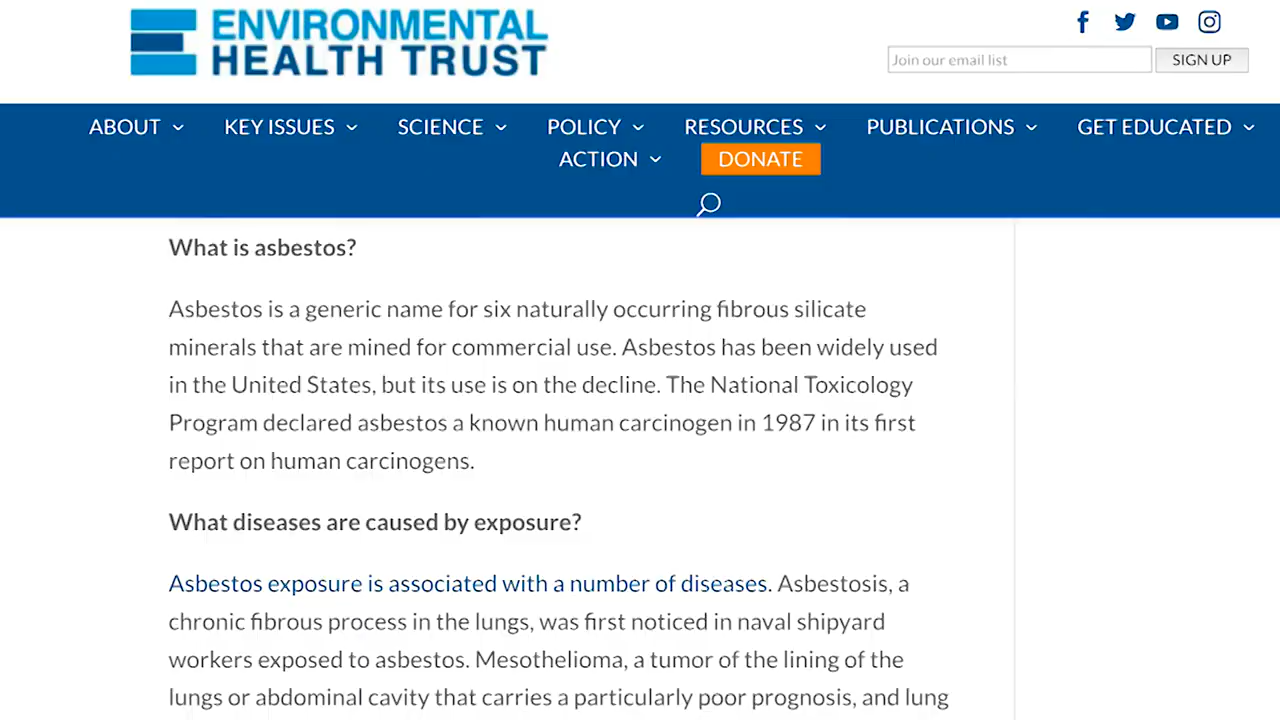 ENVIRONMENTAL
HEALTH TRUST
Join our email list
SIGN UP
ABOUT KEY ISSUES SCIENCE POLICY RESOURCES PUBLICATIONS GET EDUCATED
ACTION DONATE
What is asbestos?
Asbestos is a generic name for six naturally occurring fibrous silicate
minerals that are mined for commercial use. Asbestos has been widely used
in the United States, but its use is on the decline. The National Toxicology
Program declared asbestos a known human carcinogen in 1987 in its first
report on human carcinogens.
What diseases are caused by exposure?
Asbestos exposure is associated with a number of diseases. Asbestosis, a
chronic fibrous process in the lungs, was first noticed in naval shipyard
workers exposed to asbestos. Mesothelioma, a tumor of the lining of the
lungs or abdominal cavity that carries a particularly poor prognosis, and lung